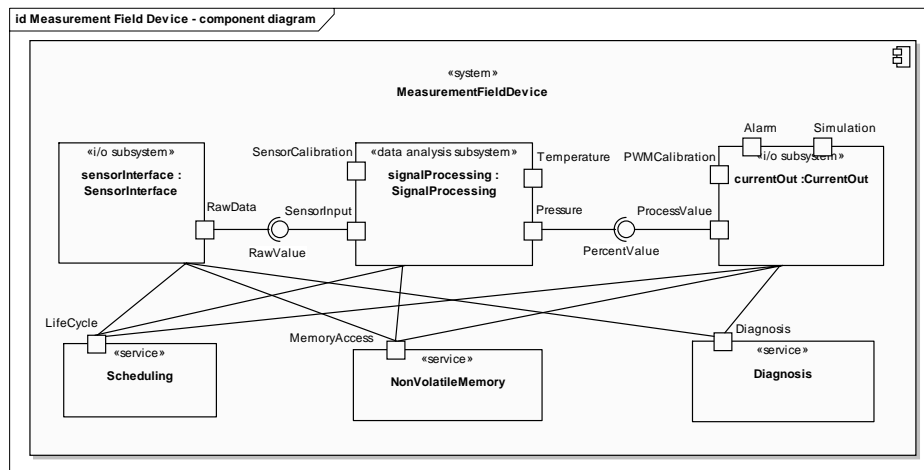 id Measurement Field Device - component diagram
«system»
MeasurementFieldDevice
Alarm
Simulation
«i/o subsystem»
sensorInterface :
SensorInterface
SensorCalibration
«data analysis subsystem»
signalProcessing :
SignalProcessing
Temperature
PWMCalibration
«i/o subsystem»
currentOut :CurrentOut
RawData
SensorInput
RawValue
Pressure
ProcessValue
PercentValue
LifeCycle
«service»
Scheduling
MemoryAccess
«service»
NonVolatileMemory
Diagnosis
«service»
Diagnosis